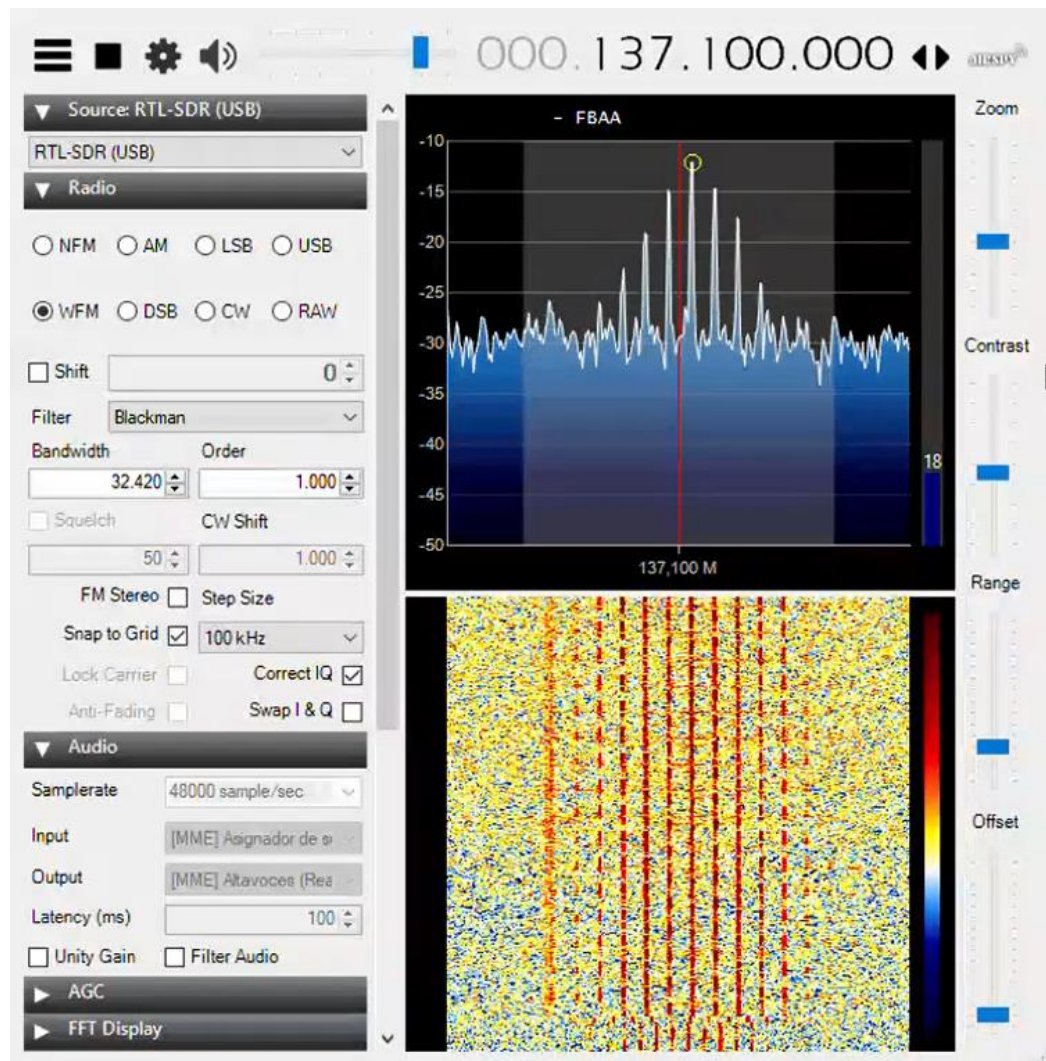 000.137.100.000
AIRSPY
Source: RTL-SDR (USB)
RTL-SDR (USB)
Radio
NFM AM LSB USB
WFM DSB CW RAW
Shift 0
Filter Blackman
Bandwidth Order
32.420 1.000
Squelch CW Shift
50 1.000
FM Stereo Step Size
Snap to Grid 100 kHz
Lock Carrier Correct IQ
Anti-Fading Swap I & Q
Audio
Samplerate 48000 sample/sec
Input [MME] Asignador de
Output [MME] Altavoces (Rea
Latency (ms) 100
Unity Gain Filter Audio
AGC
FFT Display
- FBAA
-10
-15
-20
-25
-30
-35
-40
-45
-50
18
137,100 M
Zoom
Contrast
Range
Offset